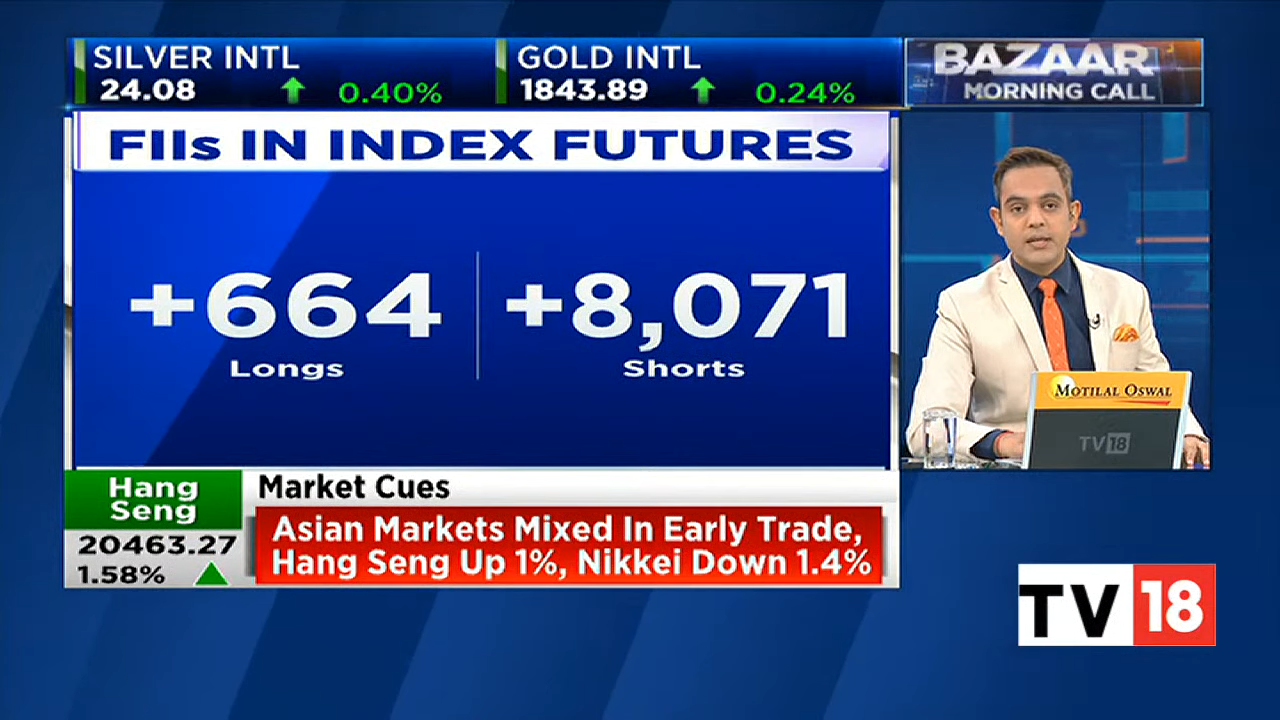 SILVER INTL
24.08 0.40%
GOLD INTL
1843.89 0.24%
BAZAAR
MORNING CALL
FIIs IN INDEX FUTURES
+664
Longs
+8,071
Shorts
MOTILAL OSWAL
TV18
Hang
Seng
20463.27
1.58%
Market Cues
Asian Markets Mixed In Early Trade,
Hang Seng Up 1%, Nikkei Down 1.4%
TV18